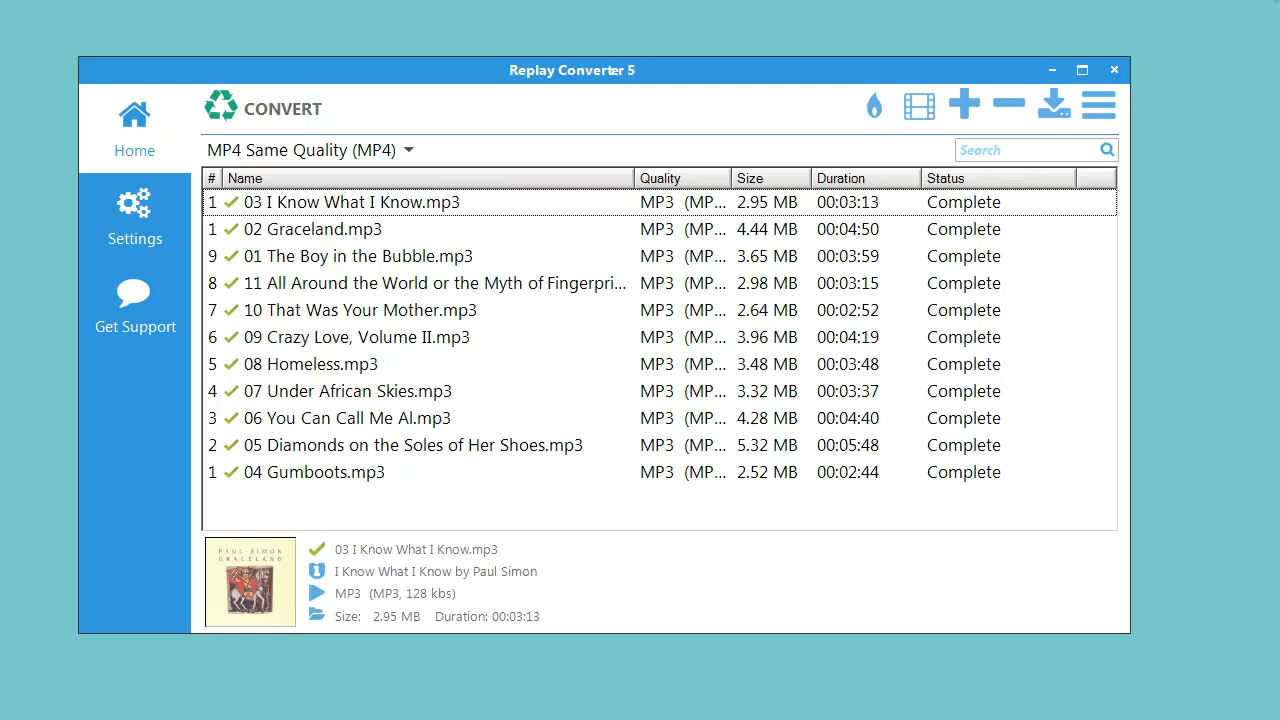 Replay Converter 5
Home
Settings
Get Support
CONVERT
MP4 Same Quality (MP4)
Search
# Name Quality Size Duration Status
1 03 I Know What I Know.mp3 MP3 (MP... 2.95 MB 00:03:13 Complete
1 02 Graceland.mp3 MP3 (MP... 4.44 MB 00:04:50 Complete
9 01 The Boy in the Bubble.mp3 MP3 (MP... 3.65 MB 00:03:59 Complete
8 11 All Around the World or the Myth of Fingerpri... MP3 (MP... 2.98 MB 00:03:15 Complete
7 10 That Was Your Mother.mp3 MP3 (MP... 2.64 MB 00:02:52 Complete
6 09 Crazy Love, Volume II.mp3 MP3 (MP... 3.96 MB 00:04:19 Complete
5 08 Homeless.mp3 MP3 (MP... 3.48 MB 00:03:48 Complete
4 07 Under African Skies.mp3 MP3 (MP... 3.32 MB 00:03:37 Complete
3 06 You Can Call Me Al.mp3 MP3 (MP... 4.28 MB 00:04:40 Complete
2 05 Diamonds on the Soles of Her Shoes.mp3 MP3 (MP... 5.32 MB 00:05:48 Complete
1 04 Gumboots.mp3 MP3 (MP... 2.52 MB 00:02:44 Complete
PAUL · SIMON
GRACELAND
03 I Know What I Know.mp3
I Know What I Know by Paul Simon
MP3 (MP3, 128 kbs)
Size: 2.95 MB Duration: 00:03:13